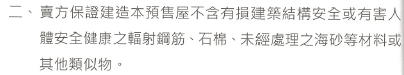 二、賣方保證建造本預售屋不含有損建築結構安全或有害人
體安全健康之輻射鋼筋、石棉、未經處理之海砂等材料或
其他類似物。